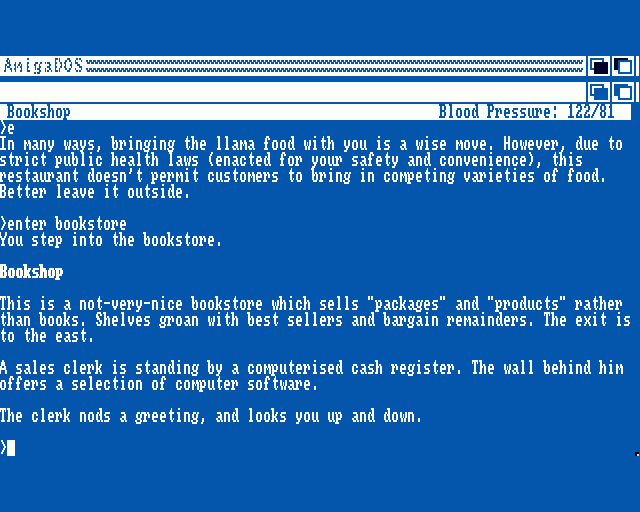 AmigaDOS
Bookshop Blood Pressure: 122/81
>e
In many ways, bringing the llama food with you is a wise move. However, due to
strict public health laws (enacted for your safety and convenience), this
restaurant doesn't permit customers to bring in competing varieties of food.
Better leave it outside.
>enter bookstore
You step into the bookstore.
Bookshop
This is a not-very-nice bookstore which sells "packages" and "products" rather
than books. Shelves groan with best sellers and bargain remainders. The exit is
to the east.
A sales clerk is standing by a computerised cash register. The wall behind him
offers a selection of computer software.
The clerk nods a greeting, and looks you up and down.
>